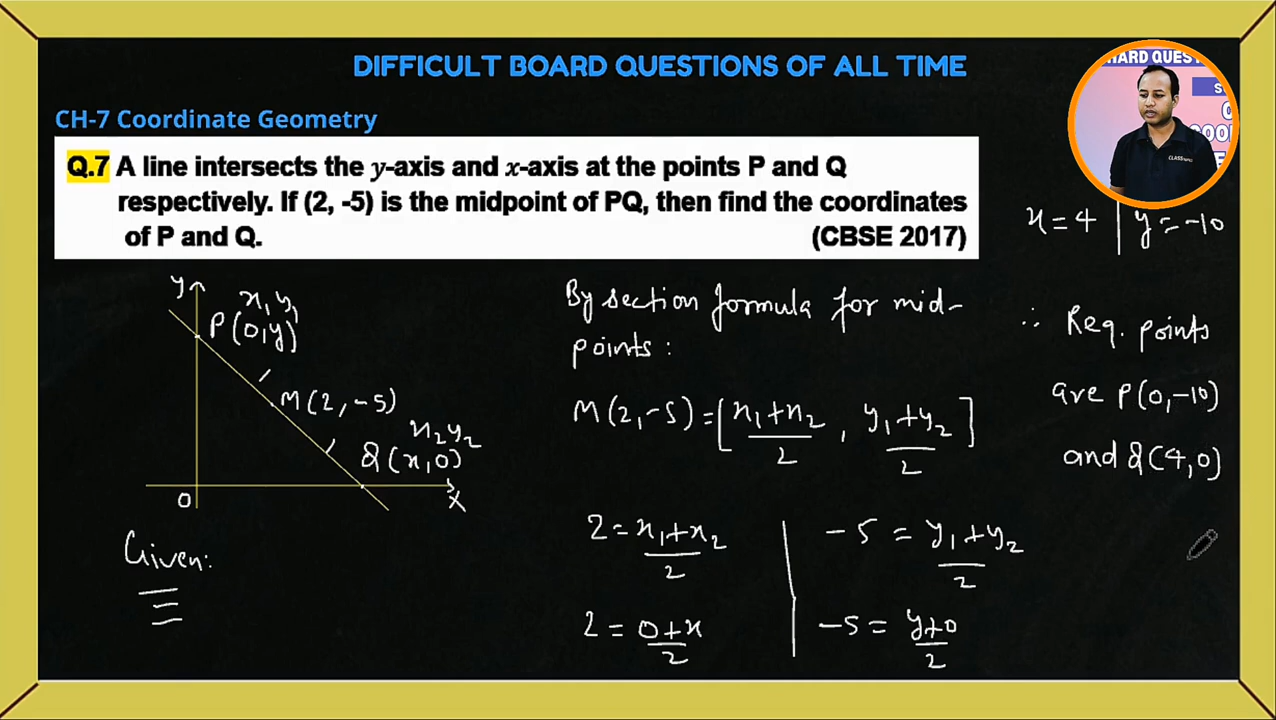 DIFFICULT BOARD QUESTIONS OF ALL TIME
HARD QUEST
CH-7 Coordinate Geometry
Q.7 A line intersects the y-axis and x-axis at the points P and Q
respectively. If (2, -5) is the midpoint of PQ, then find the coordinates
of P and Q. (CBSE 2017)
x = 4 | y = -10
y
x₁ y₁
P (0, y)
M (2, -5)
x₂ y₂
Q (x, 0)
0
X
Given:
By section formula for mid-
points:
M (2, -5) = [x₁+x₂/2 , y₁+y₂/2]
2 = x₁+x₂/2 | -5 = y₁+y₂/2
2 = 0+x/2 | -5 = y+0/2
∴ Req. points
are P(0, -10)
and Q(4, 0)